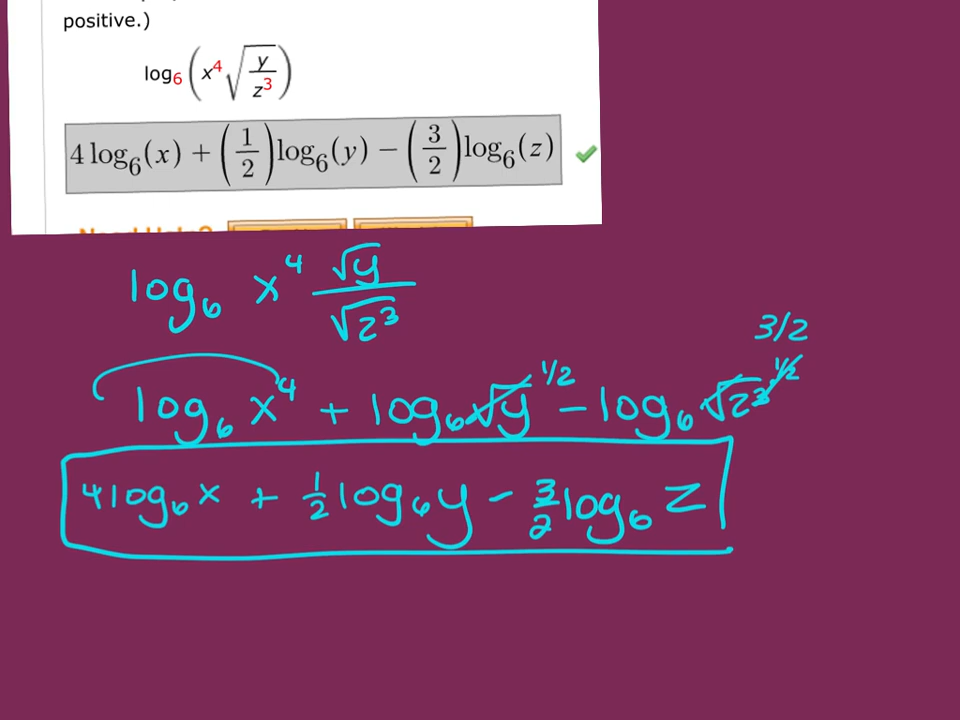 positive.)
log₆(x⁴√(y/z³))
4 log₆(x) + (1/2)log₆(y) − (3/2)log₆(z)
log₆ x⁴ √y/√z³
3/2
log₆ x⁴ + log₆ √y ^1/2 − log₆ √z³ ^1/2
4log₆ x + 1/2 log₆ y − 3/2 log₆ z